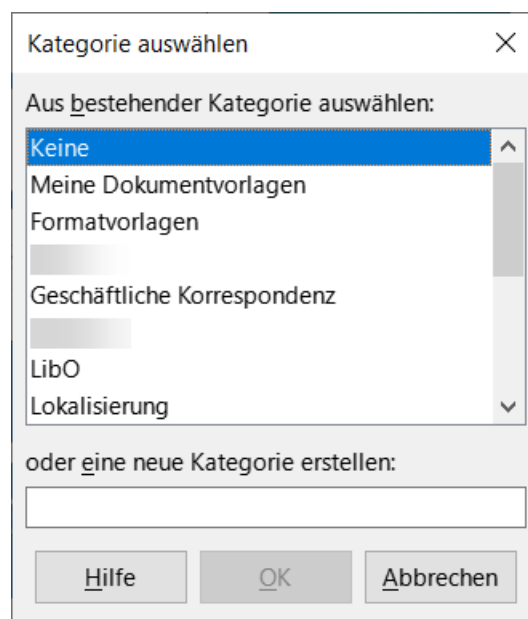 Kategorie auswählen
Aus bestehender Kategorie auswählen:
Keine
Meine Dokumentvorlagen
Formatvorlagen
Geschäftliche Korrespondenz
LibO
Lokalisierung
oder eine neue Kategorie erstellen:
Hilfe
OK
Abbrechen